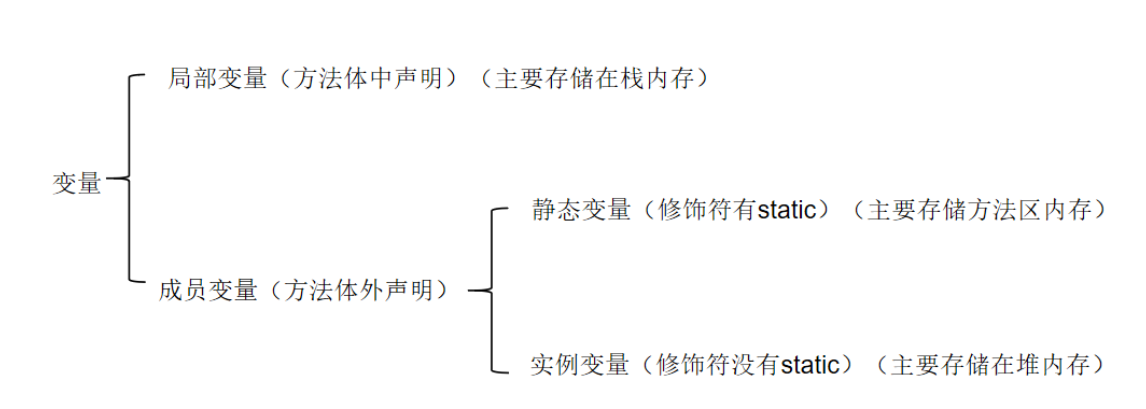 局部变量（方法体中声明）（主要存储在栈内存）
变量
静态变量（修饰符有static）（主要存储方法区内存）
成员变量（方法体外声明）
实例变量（修饰符没有static）（主要存储在堆内存）